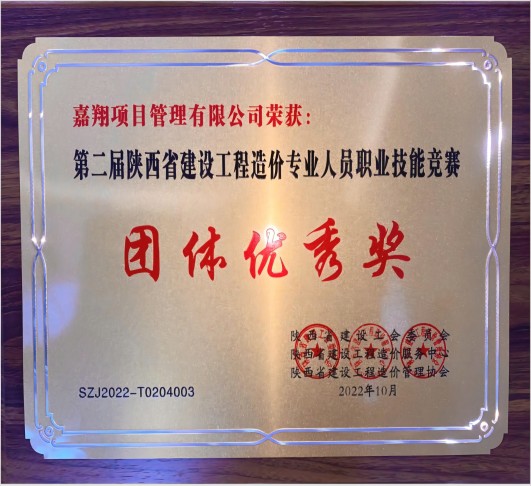 嘉翔项目管理有限公司荣获：
第二届陕西省建设工程造价专业人员职业技能竞赛
团体优秀奖
陕西省建设工会委员会
陕西省建设工程造价服务中心
SZJ2022-T0204003
陕西省建设工程造价管理协会
2022年10月